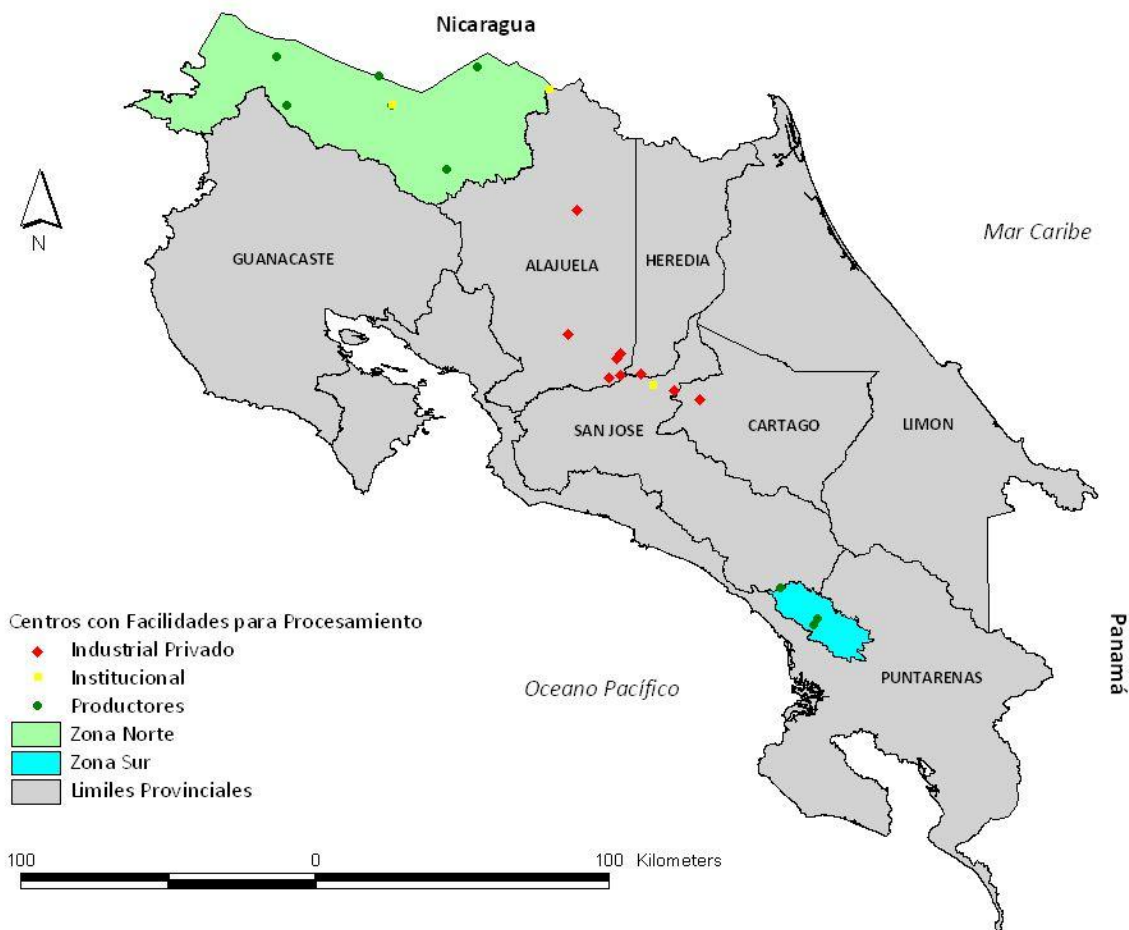 Nicaragua
N
Mar Caribe
GUANACASTE
ALAJUELA
HEREDIA
SAN JOSE
CARTAGO
LIMON
PUNTARENAS
Panamá
Oceano Pacífico
Centros con Facilidades para Procesamiento
Industrial Privado
Institucional
Productores
Zona Norte
Zona Sur
Limiles Provinciales
100 0 100 Kilometers